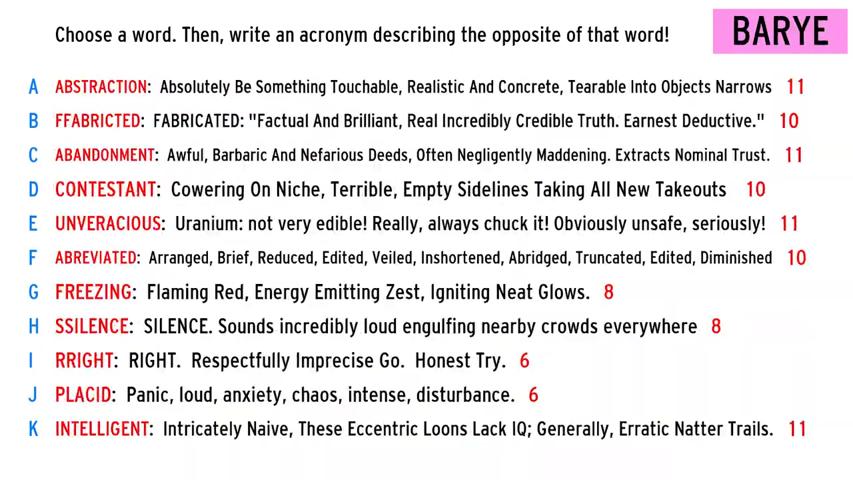 Choose a word. Then, write an acronym describing the opposite of that word!
BARYE
A ABSTRACTION: Absolutely Be Something Touchable, Realistic And Concrete, Tearable Into Objects Narrows 11
B FFABRICTED: FABRICATED: "Factual And Brilliant, Real Incredibly Credible Truth. Earnest Deductive." 10
C ABANDONMENT: Awful, Barbaric And Nefarious Deeds, Often Negligently Maddening. Extracts Nominal Trust. 11
D CONTESTANT: Cowering On Niche, Terrible, Empty Sidelines Taking All New Takeouts 10
E UNVERACIOUS: Uranium: not very edible! Really, always chuck it! Obviously unsafe, seriously! 11
F ABREVIATED: Arranged, Brief, Reduced, Edited, Veiled, Inshortened, Abridged, Truncated, Edited, Diminished 10
G FREEZING: Flaming Red, Energy Emitting Zest, Igniting Neat Glows. 8
H SSILENCE: SILENCE. Sounds incredibly loud engulfing nearby crowds everywhere 8
I RRIGHT: RIGHT. Respectfully Imprecise Go. Honest Try. 6
J PLACID: Panic, loud, anxiety, chaos, intense, disturbance. 6
K INTELLIGENT: Intricately Naive, These Eccentric Loons Lack IQ; Generally, Erratic Natter Trails. 11